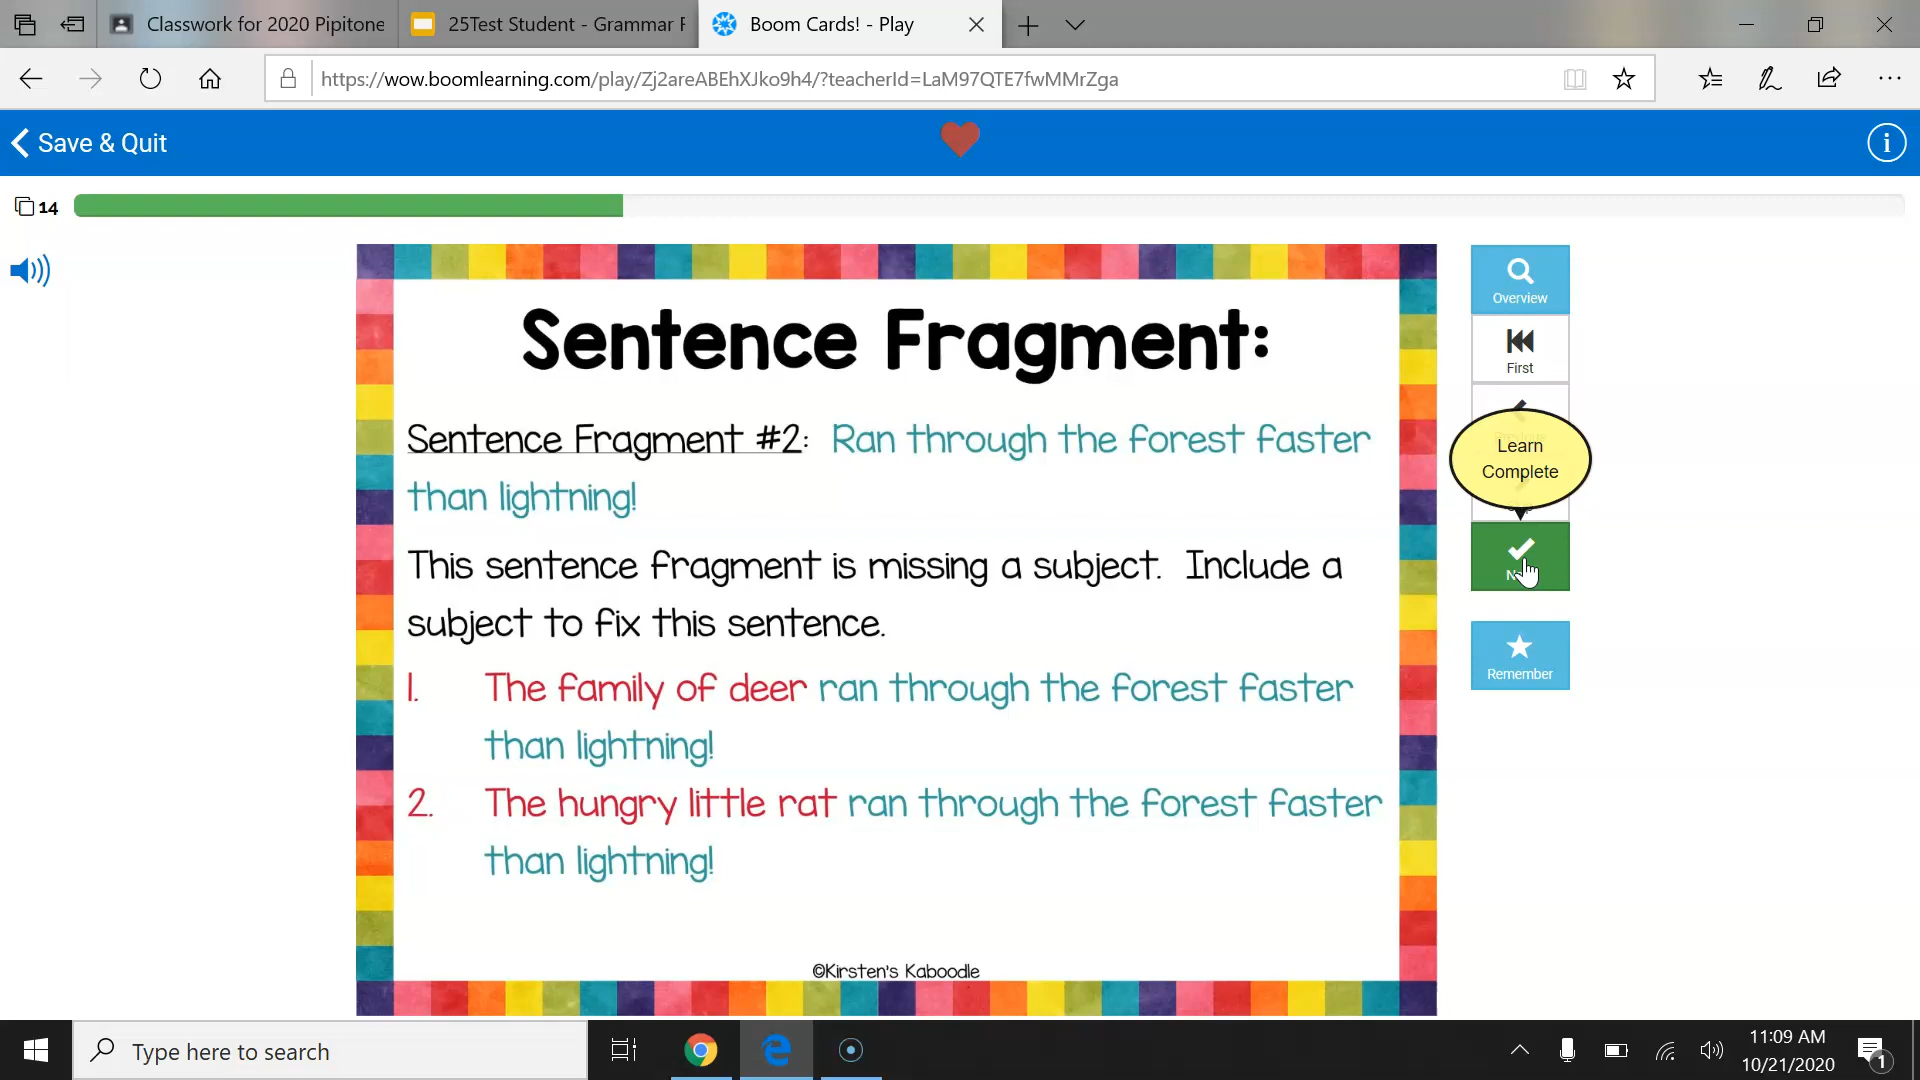 Classwork for 2020 Pipitone
25Test Student - Grammar F
Boom Cards! - Play
https://wow.boomlearning.com/play/Zj2areABEhXJko9h4/?teacherId=LaM97QTE7fwMMrZga
Save & Quit
14
Sentence Fragment:
Sentence Fragment #2: Ran through the forest faster
than lightning!
This sentence fragment is missing a subject. Include a
subject to fix this sentence.
1. The family of deer ran through the forest faster
than lightning!
2. The hungry little rat ran through the forest faster
than lightning!
©Kirsten's Kaboodle
Overview
First
Learn
Complete
Remember
Type here to search
11:09 AM
10/21/2020
1